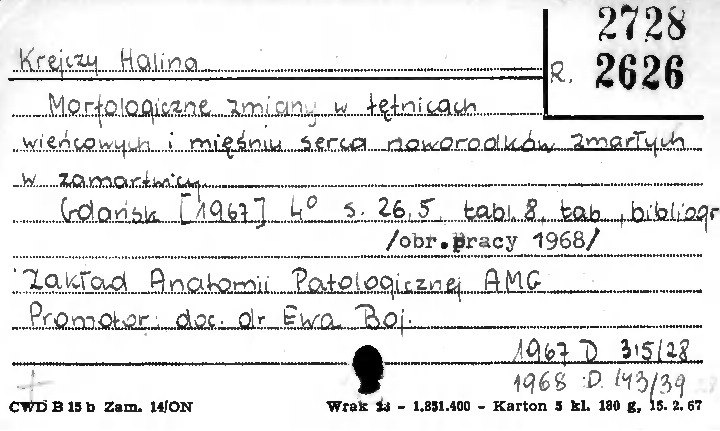 2728
Krejczy Halina
R. 2626
Morfologiczne zmiany w tętnicach
wieńcowych i mięśniu serca noworodków zmarłych
w zamartwicy.
Gdańsk [1967] 4° s. 26,5, tabl. 8, tab., bibliogr
/obr.pracy 1968/
Zakład Anatomii Patologicznej AMG
Promotor: doc. dr Ewa Boj.
1967 D 315/28
1968 D. 143/39
CWD B 15 b Zam. 14/ON Wrak - 1.851.400 - Karton 5 kl. 180 g, 15. 2. 67